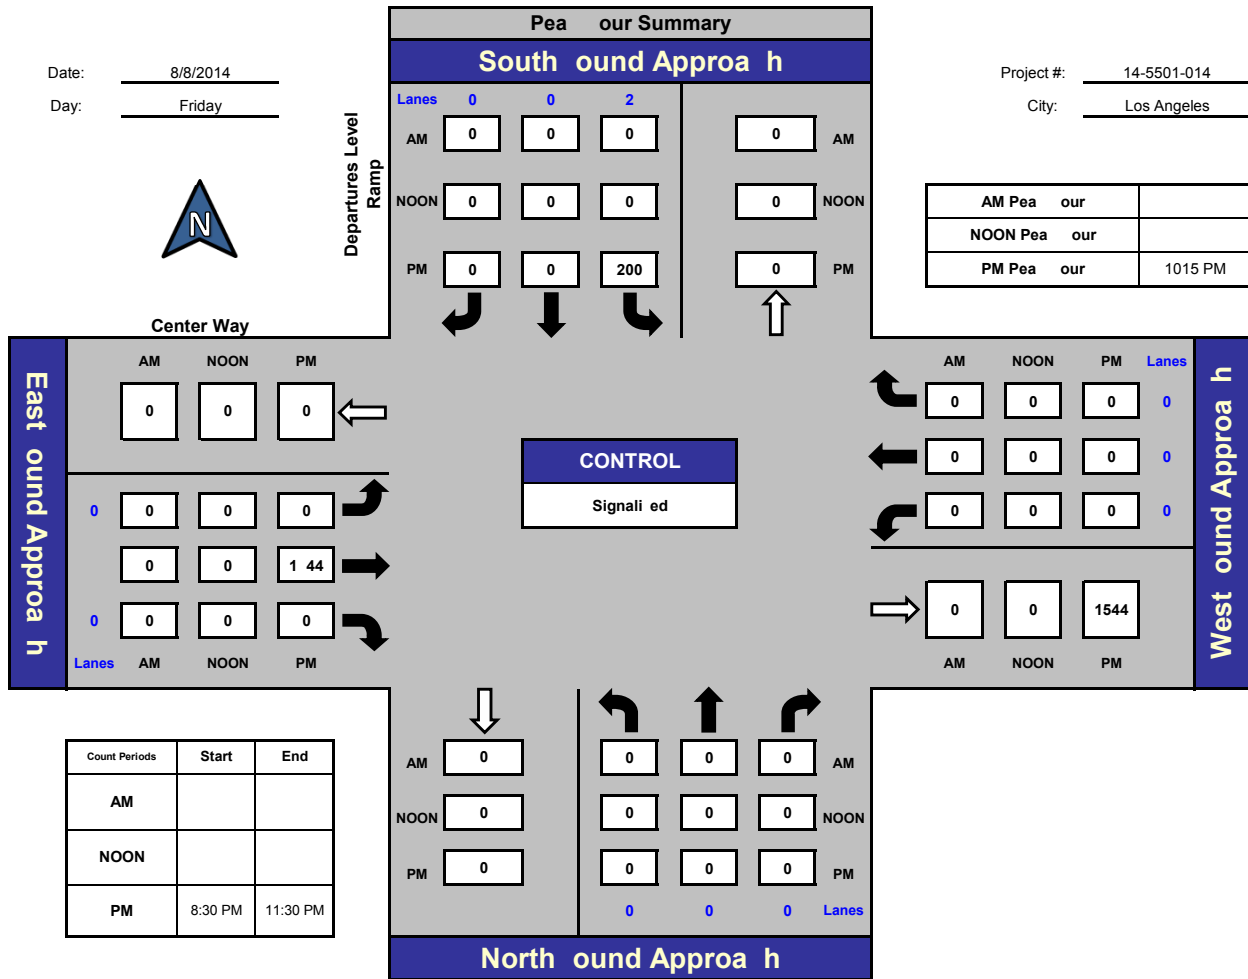 Pea our Summary
South ound Approa h
Date: 8/8/2014
Day: Friday
Project #: 14-5501-014
City: Los Angeles
N
Departures Level
Ramp
Lanes 0 0 2
AM 0 0 0 0 AM
NOON 0 0 0 0 NOON
PM 0 0 200 0 PM
AM Pea our
NOON Pea our
PM Pea our 1015 PM
Center Way
East ound Approa h
AM NOON PM
0 0 0
0 0 0 0
0 0 1 44
0 0 0 0
Lanes AM NOON PM
CONTROL
Signali ed
AM NOON PM Lanes
0 0 0 0
0 0 0 0
0 0 0 0
0 0 1544
AM NOON PM
West ound Approa h
Count Periods Start End
AM
NOON
PM 8:30 PM 11:30 PM
AM 0 0 0 0 AM
NOON 0 0 0 0 NOON
PM 0 0 0 0 PM
0 0 0 Lanes
North ound Approa h